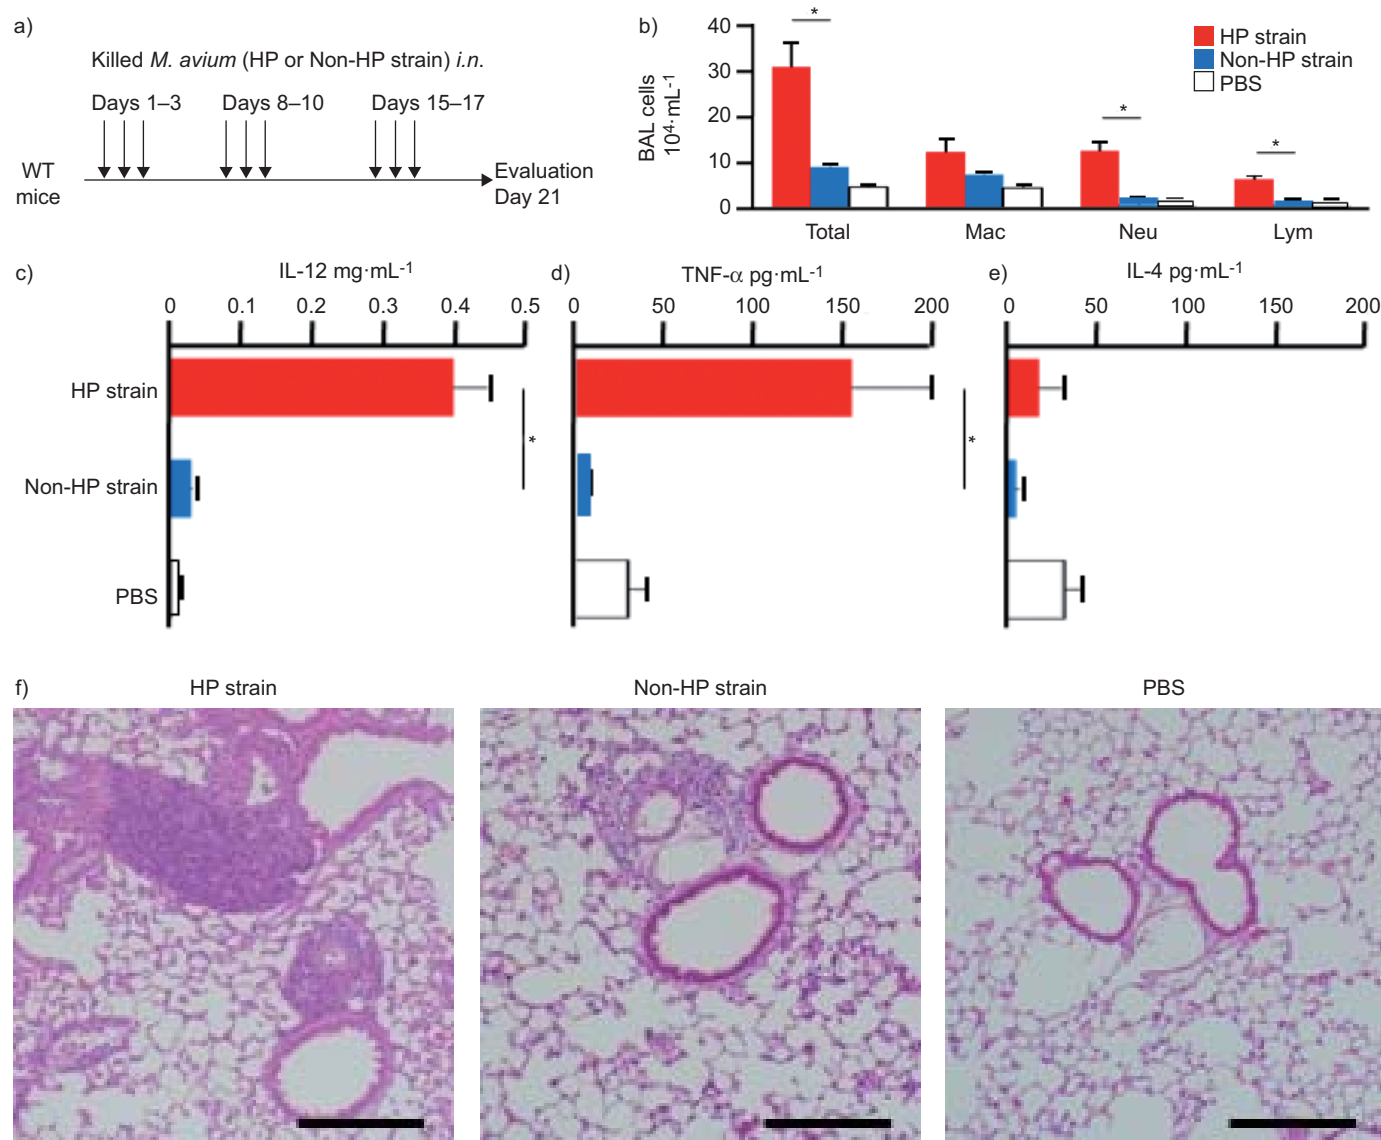 a)
Killed M. avium (HP or Non-HP strain) i.n.
Days 1–3 Days 8–10 Days 15–17
WT
mice
Evaluation
Day 21
b)
BAL cells
10⁴·mL⁻¹
40
30
20
10
0
*
*
*
HP strain
Non-HP strain
PBS
Total Mac Neu Lym
c)
IL-12 mg·mL⁻¹
0 0.1 0.2 0.3 0.4 0.5
HP strain
Non-HP strain
PBS
*
d)
TNF-α pg·mL⁻¹
0 50 100 150 200
*
e)
IL-4 pg·mL⁻¹
0 50 100 150 200
f)
HP strain
Non-HP strain
PBS